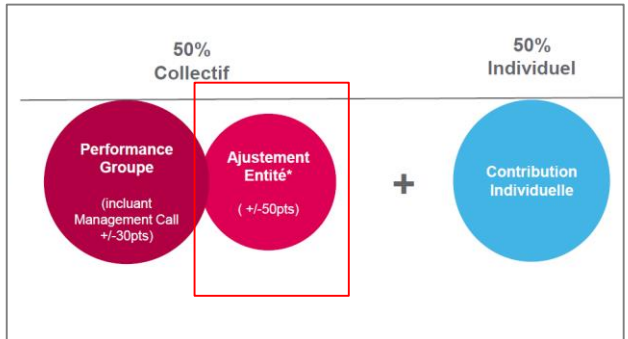 50%
Collectif
50%
Individuel
Performance
Groupe
(incluant
Management Call
+/-30pts)
Ajustement
Entité*
( +/-50pts)
+
Contribution
Individuelle